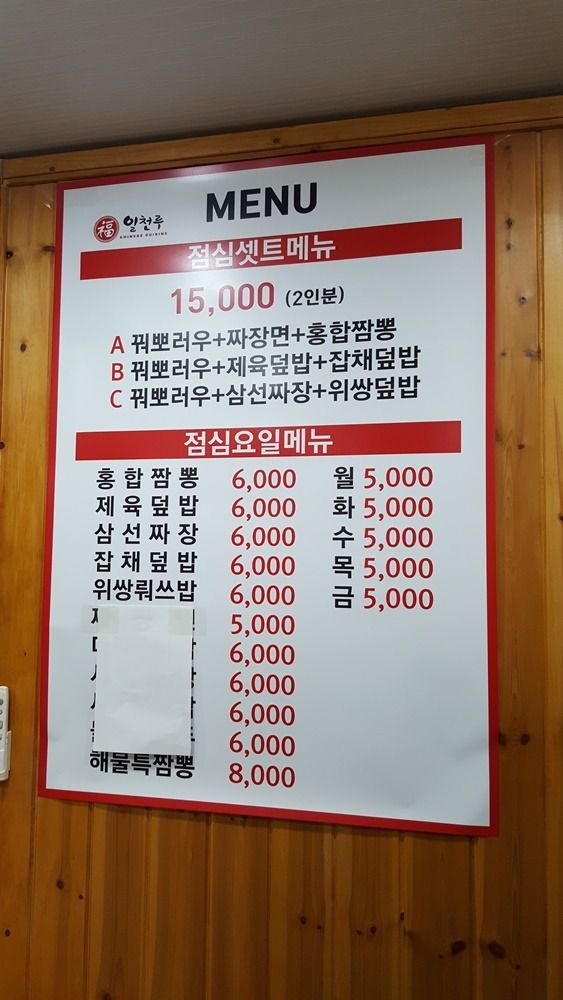 MENU
福 일천루
CHINESE CUISINE
점심셋트메뉴
15,000 (2인분)
A 꿔뽀러우+짜장면+홍합짬뽕
B 꿔뽀러우+제육덮밥+잡채덮밥
C 꿔뽀러우+삼선짜장+위쌍덮밥
점심요일메뉴
홍합짬뽕 6,000 월 5,000
제육덮밥 6,000 화 5,000
삼선짜장 6,000 수 5,000
잡채덮밥 6,000 목 5,000
위쌍뤄쓰밥 6,000 금 5,000
5,000
6,000
6,000
6,000
6,000
해물특짬뽕 8,000